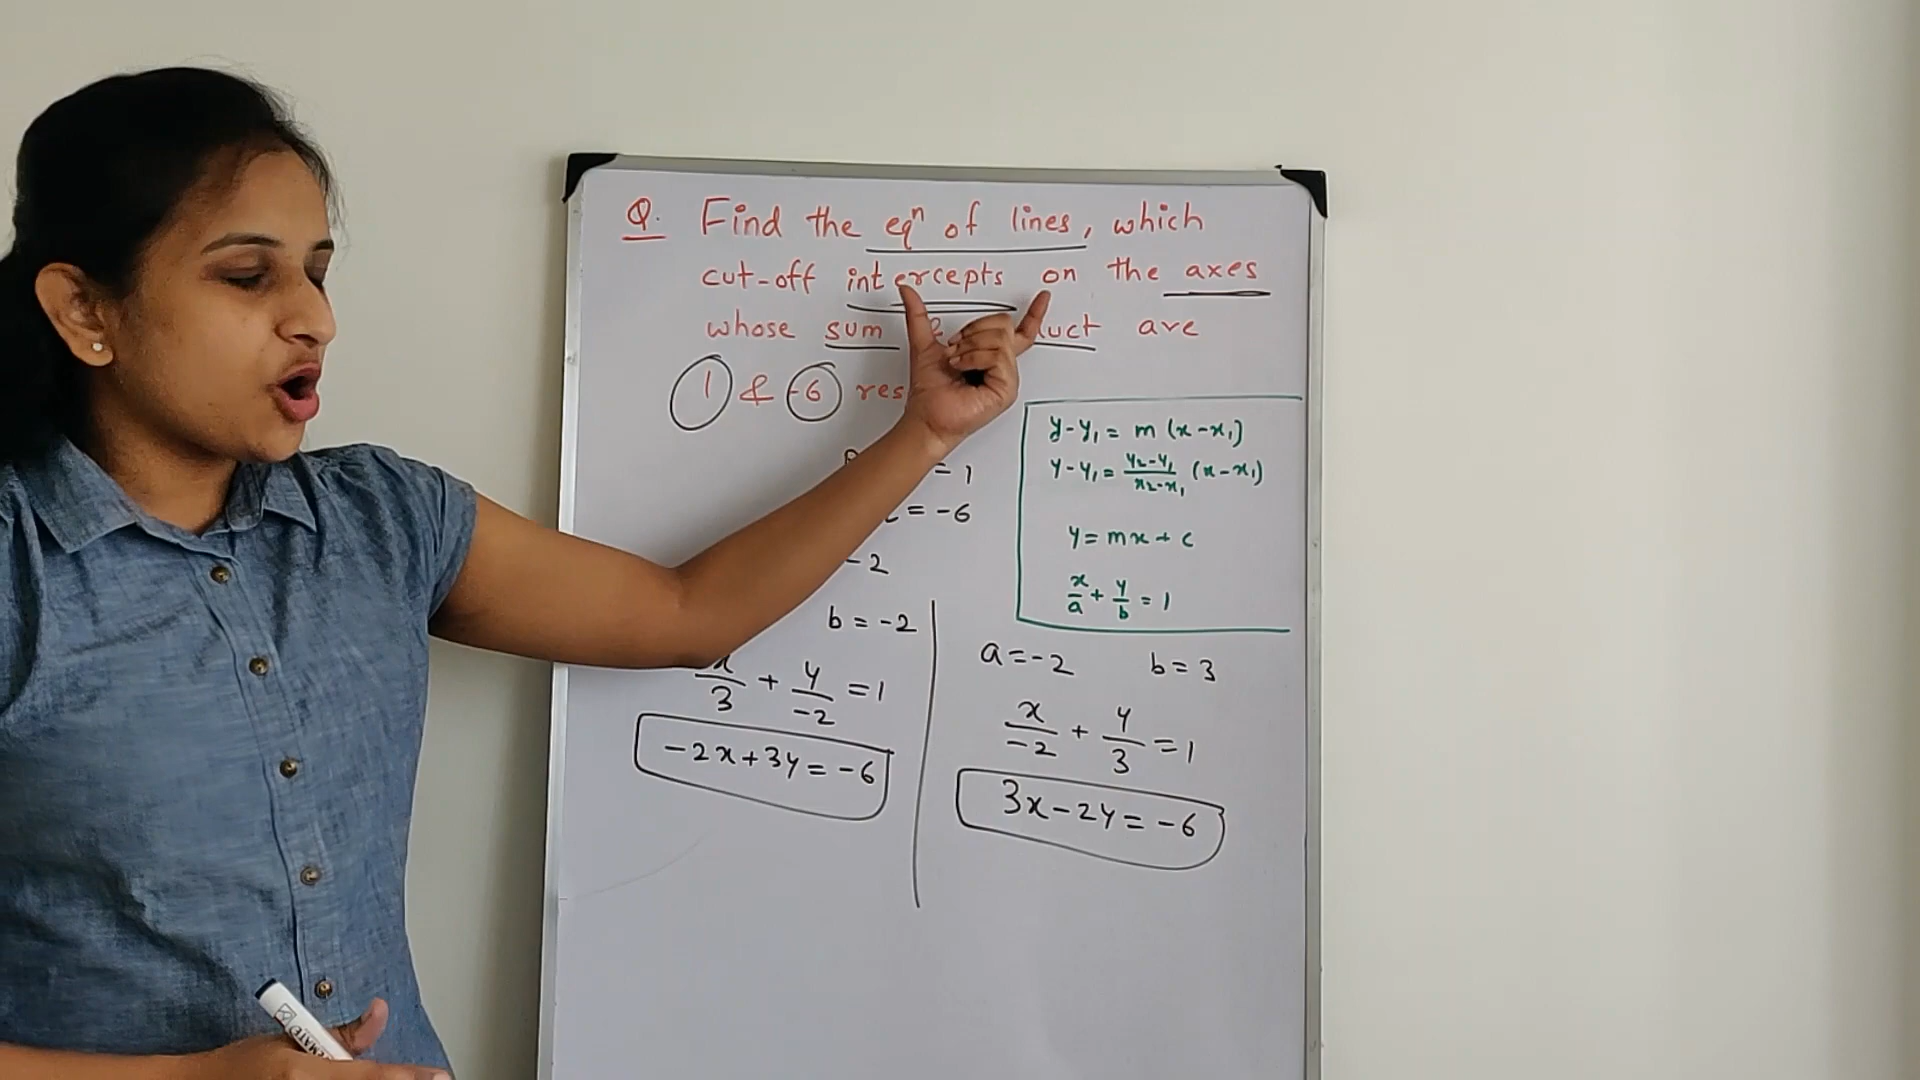 Q. Find the eqⁿ of lines, which
cut-off intercepts on the axes
whose sum are
1 & -6
= 1
= -6
-2
b = -2
x/3 + y/-2 = 1
-2x+3y = -6
y-y₁ = m (x-x₁)
y-y₁ = y₂-y₁/x₂-x₁ (x-x₁)
y = mx + c
x/a + y/b = 1
a = -2 b = 3
x/-2 + y/3 = 1
3x-2y = -6